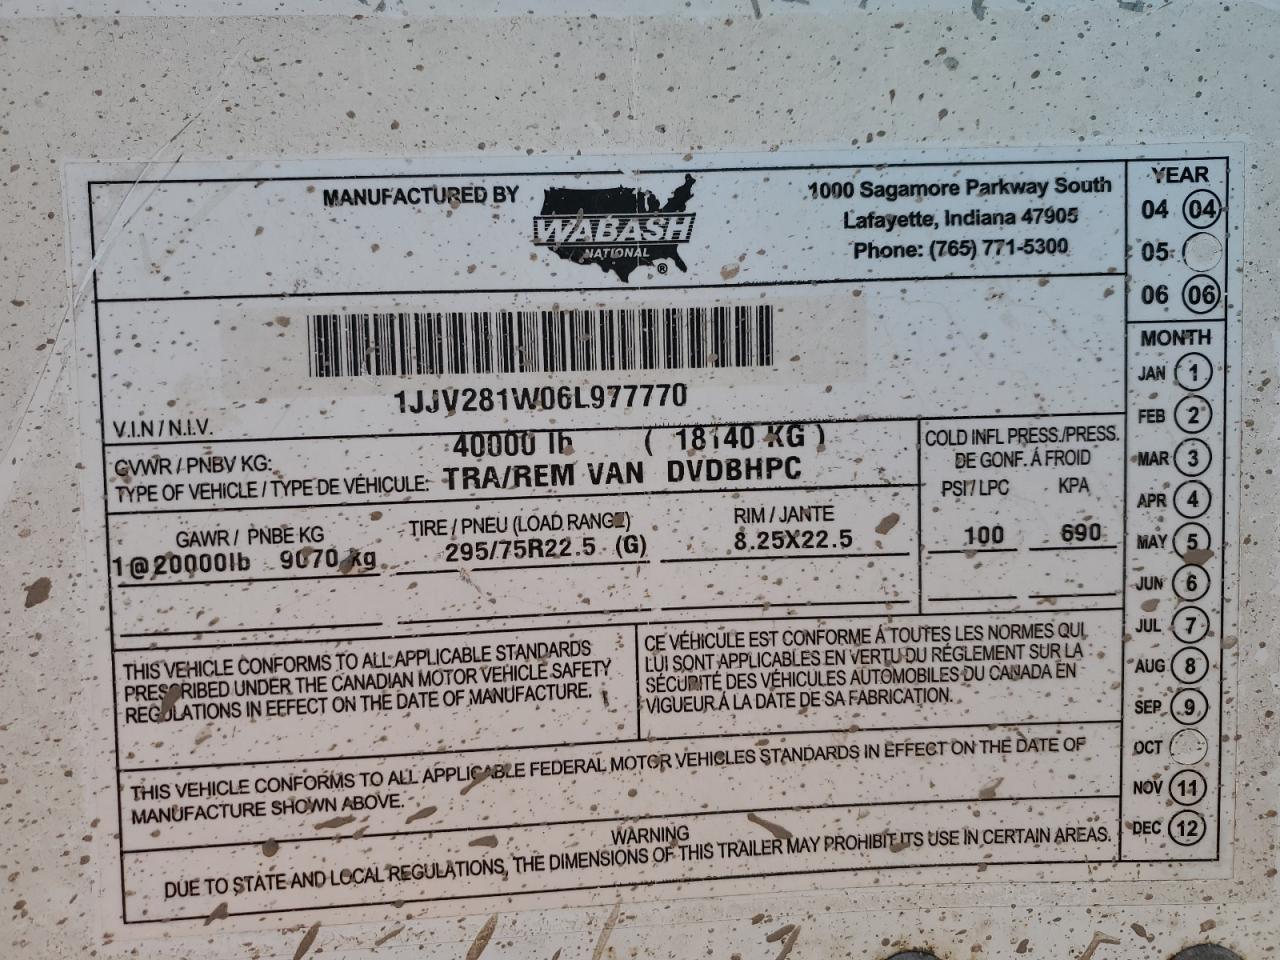 MANUFACTURED BY
WABASH
NATIONAL
®
1000 Sagamore Parkway South
Lafayette, Indiana 47905
Phone: (765) 771-5300
1JJV281W06L977770
V.I.N / N.I.V.
GVWR / PNBV KG: 40000 lb ( 18140 KG )
TYPE OF VEHICLE / TYPE DE VÉHICULE: TRA/REM VAN DVDBHPC
COLD INFL PRESS./PRESS.
DE GONF. Á FROID
PSI / LPC KPA
100 690
GAWR / PNBE KG TIRE / PNEU (LOAD RANGE) RIM / JANTE
1@20000lb 9070 kg 295/75R22.5 (G) 8.25X22.5
THIS VEHICLE CONFORMS TO ALL APPLICABLE STANDARDS
PRESCRIBED UNDER THE CANADIAN MOTOR VEHICLE SAFETY
REGULATIONS IN EFFECT ON THE DATE OF MANUFACTURE.
CE VÉHICULE EST CONFORME Á TOUTES LES NORMES QUI
LUI SONT APPLICABLES EN VERTU DU RÉGLEMENT SUR LA
SÉCURITÉ DES VÉHICULES AUTOMOBILES DU CANADA EN
VIGUEUR Á LA DATE DE SA FABRICATION.
THIS VEHICLE CONFORMS TO ALL APPLICABLE FEDERAL MOTOR VEHICLES STANDARDS IN EFFECT ON THE DATE OF
MANUFACTURE SHOWN ABOVE.
WARNING
DUE TO STATE AND LOCAL REGULATIONS, THE DIMENSIONS OF THIS TRAILER MAY PROHIBIT ITS USE IN CERTAIN AREAS.
YEAR
04 04
05
06 06
MONTH
JAN 1
FEB 2
MAR 3
APR 4
MAY 5
JUN 6
JUL 7
AUG 8
SEP 9
OCT
NOV 11
DEC 12